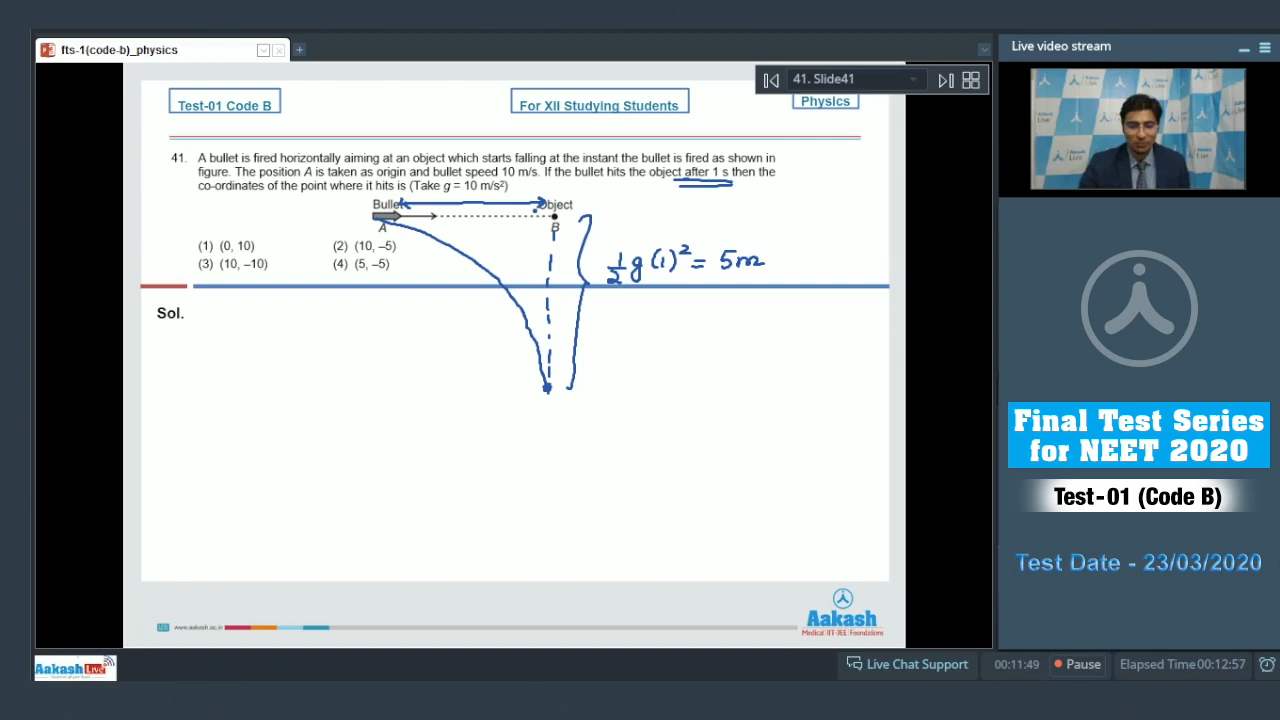 Live video stream
fts-1(code-b)_physics
41. Slide41
Test-01 Code B
For XII Studying Students
Physics
41. A bullet is fired horizontally aiming at an object which starts falling at the instant the bullet is fired as shown in
figure. The position A is taken as origin and bullet speed 10 m/s. If the bullet hits the object after 1 s then the
co-ordinates of the point where it hits is (Take g = 10 m/s²)
Bullet
Object
A
B
(1) (0, 10)
(2) (10, –5)
(3) (10, –10)
(4) (5, –5)
1/2 g (1)² = 5m
Sol.
Final Test Series
for NEET 2020
Test-01 (Code B)
Test Date - 23/03/2020
www.aakash.ac.in
Aakash
Medical | IIT-JEE | Foundations
Aakash Live
Live Chat Support
00:11:49
Pause
Elapsed Time 00:12:57